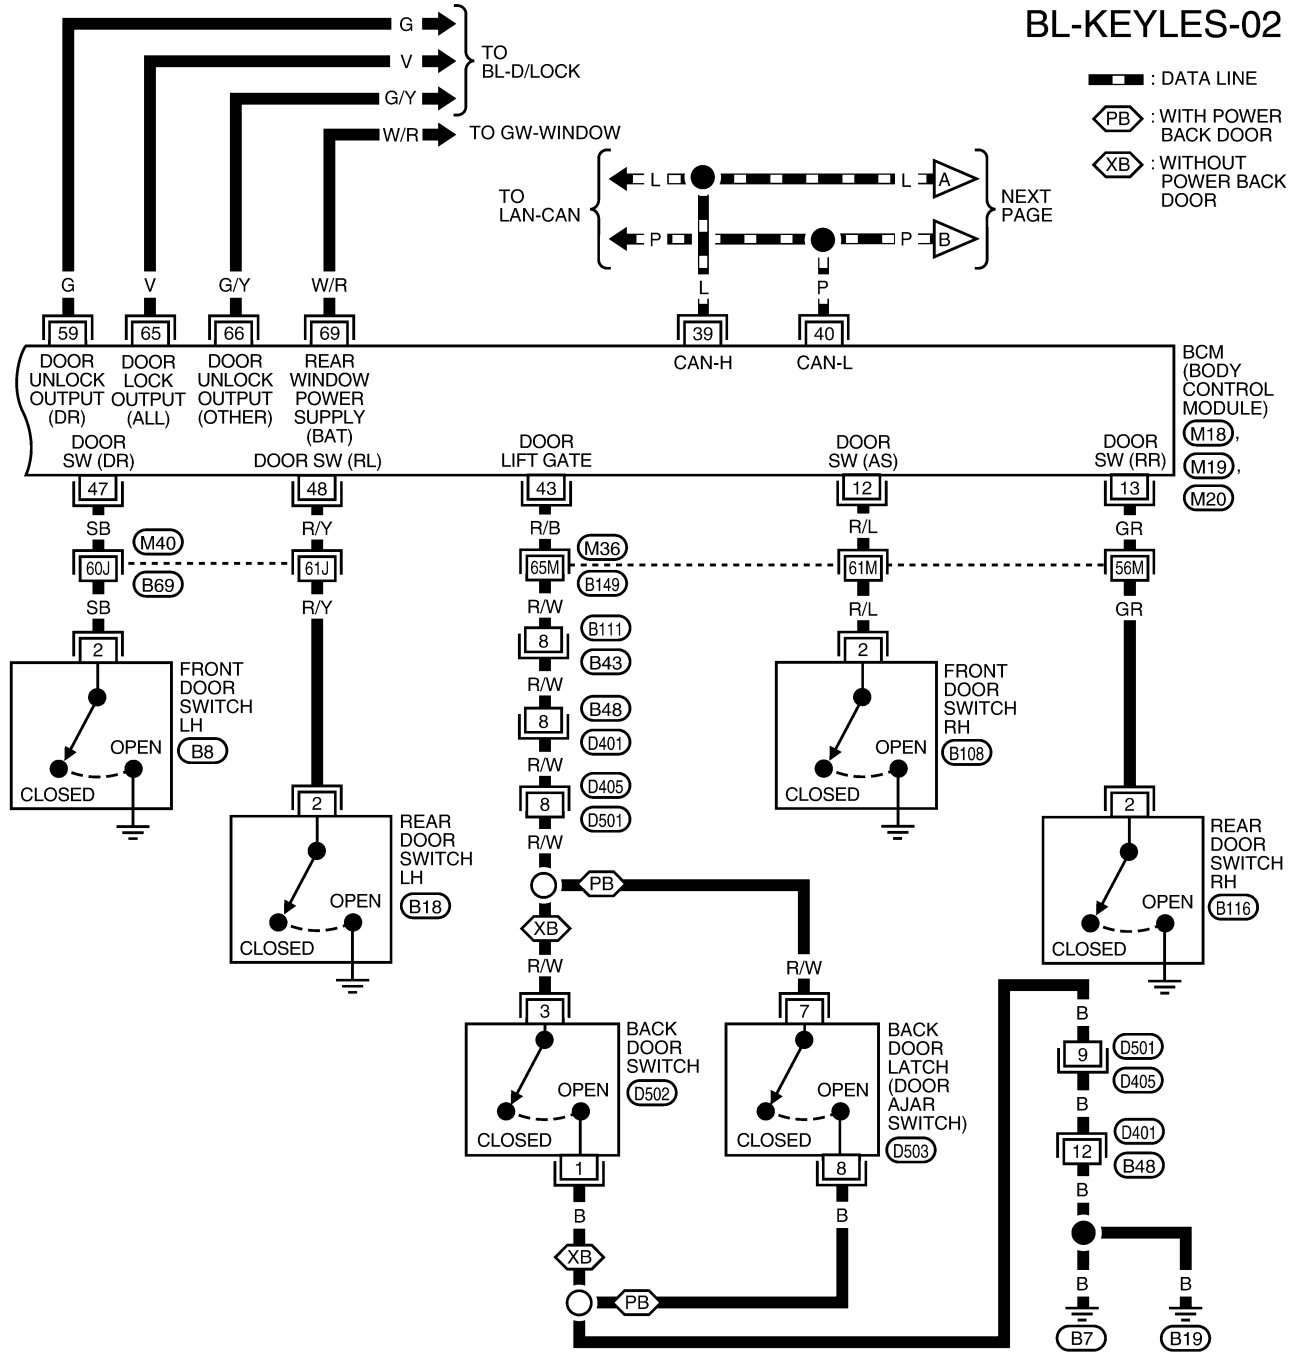 BL-KEYLES-02
G
TO
BL-D/LOCK
V
G/Y
W/R
TO GW-WINDOW
: DATA LINE
PB : WITH POWER
BACK DOOR
XB : WITHOUT
POWER BACK
DOOR
TO
LAN-CAN
L L A
P P B
NEXT
PAGE
G V G/Y W/R L P
59 65 66 69 39 40
DOOR
UNLOCK
OUTPUT
(DR)
DOOR
LOCK
OUTPUT
(ALL)
DOOR
UNLOCK
OUTPUT
(OTHER)
REAR
WINDOW
POWER
SUPPLY
(BAT)
CAN-H
CAN-L
BCM
(BODY
CONTROL
MODULE)
M18,
M19,
M20
DOOR
SW (DR)
DOOR SW (RL)
DOOR
LIFT GATE
DOOR
SW (AS)
DOOR
SW (RR)
47 48 43 12 13
SB R/Y R/B R/L GR
M40
M36
60J 61J 65M 61M 56M
B69
B149
SB R/Y R/W R/L GR
B111
8
B43
R/W
B48
8
D401
R/W
D405
8
D501
R/W
2
FRONT
DOOR
SWITCH
LH
B8
OPEN
CLOSED
2
REAR
DOOR
SWITCH
LH
B18
OPEN
CLOSED
2
FRONT
DOOR
SWITCH
RH
B108
OPEN
CLOSED
2
REAR
DOOR
SWITCH
RH
B116
OPEN
CLOSED
PB
XB
R/W R/W
3
BACK
DOOR
SWITCH
D502
OPEN
CLOSED
1
B
XB
PB
7
BACK
DOOR
LATCH
(DOOR
AJAR
SWITCH)
D503
OPEN
CLOSED
8
B
B
D501
9
D405
B
D401
12
B48
B
B B
B7 B19